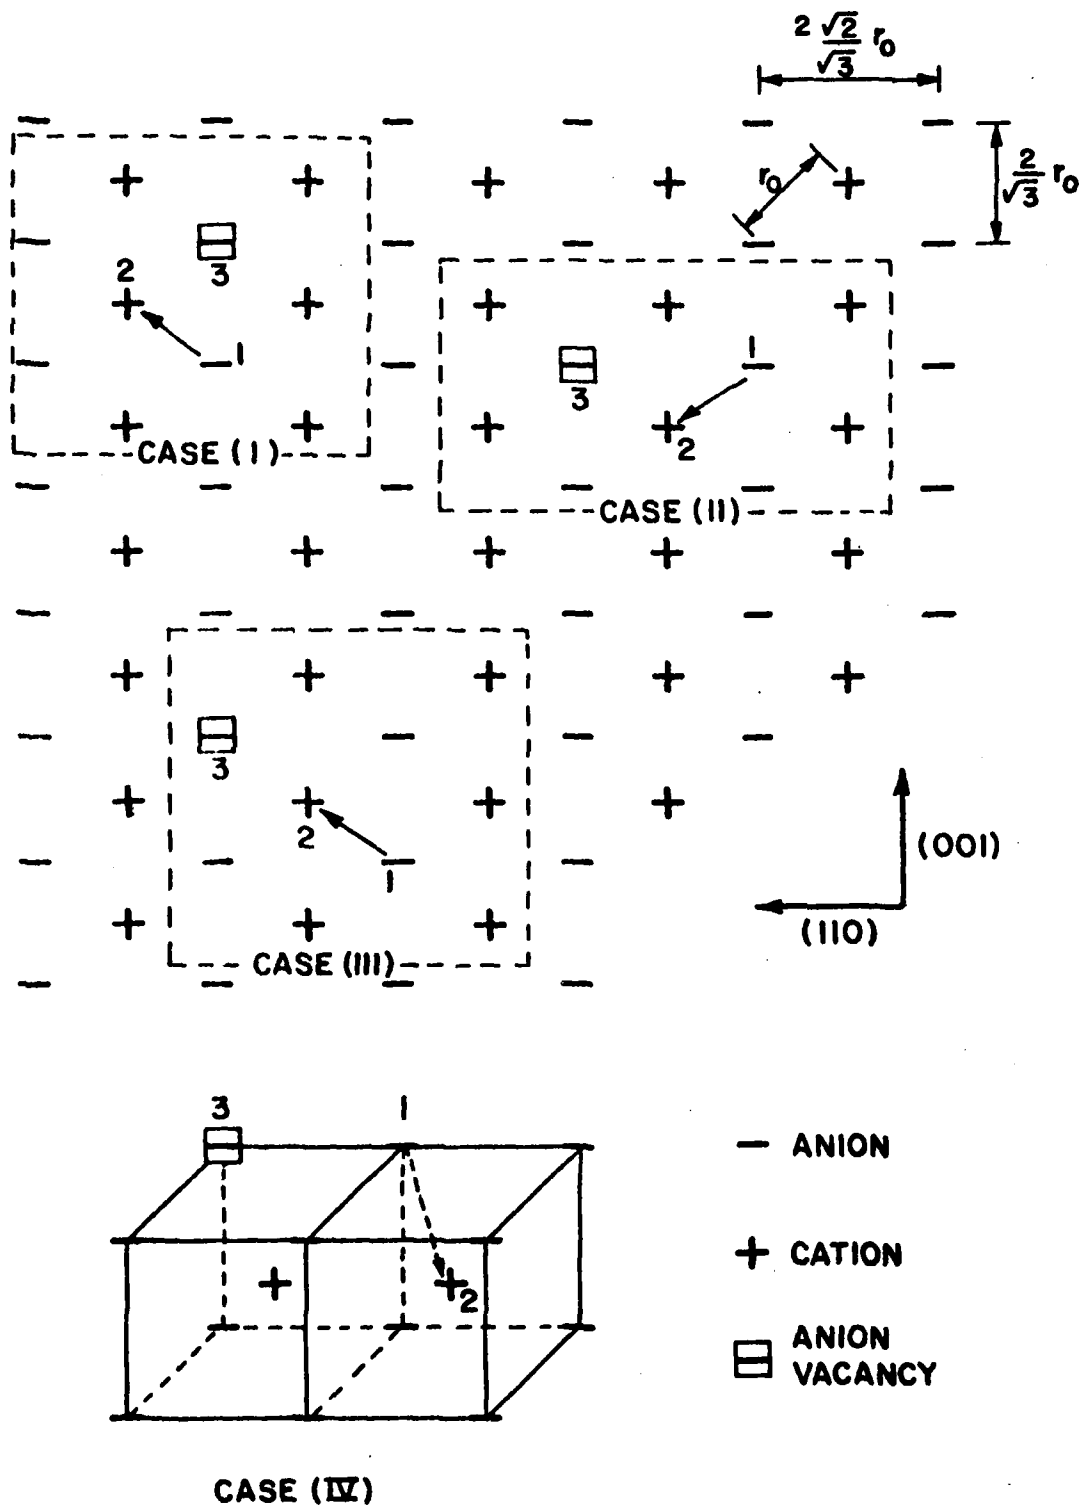 2 √2/√3 r₀
r₀
2/√3 r₀
2
3
1
CASE (I)
1
3
2
CASE (II)
3
2
1
CASE (III)
(001)
(110)
3
1
2
CASE (IV)
− ANION
+ CATION
ANION
VACANCY